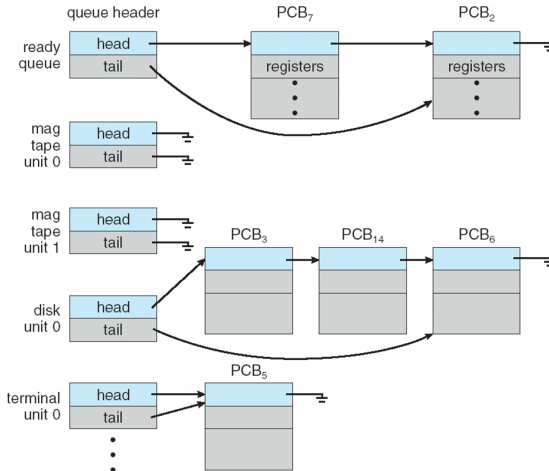 queue header
PCB₇
PCB₂
ready
queue
head
tail
registers
registers
mag
tape
unit 0
head
tail
mag
tape
unit 1
head
tail
PCB₃
PCB₁₄
PCB₆
disk
unit 0
head
tail
PCB₅
terminal
unit 0
head
tail